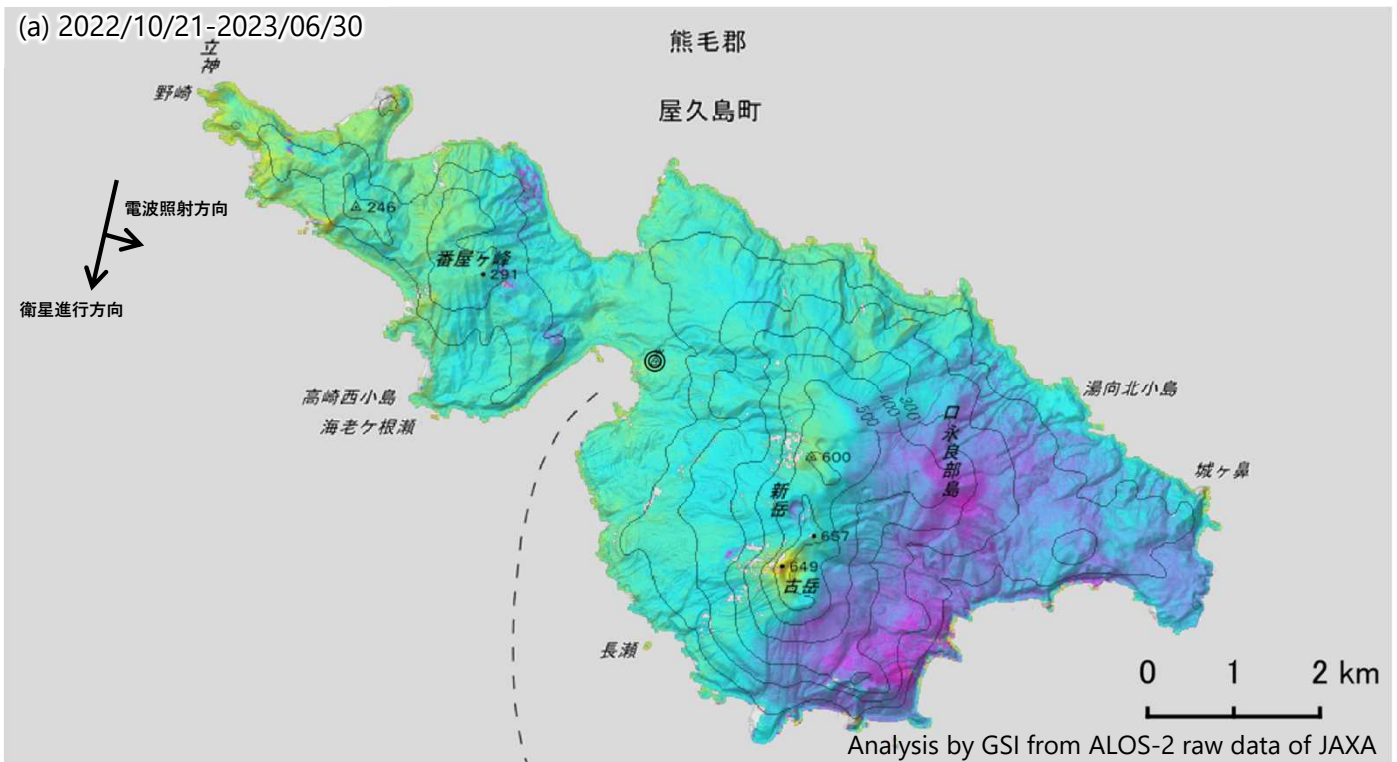 (a) 2022/10/21-2023/06/30
熊毛郡
立神
野崎
屋久島町
246
電波照射方向
番屋ヶ峰
291
衛星進行方向
高崎西小島
海老ケ根瀬
湯向北小島
300
400
500
口永良部島
600
城ヶ鼻
新岳
657
649
古岳
長瀬
0 1 2 km
Analysis by GSI from ALOS-2 raw data of JAXA